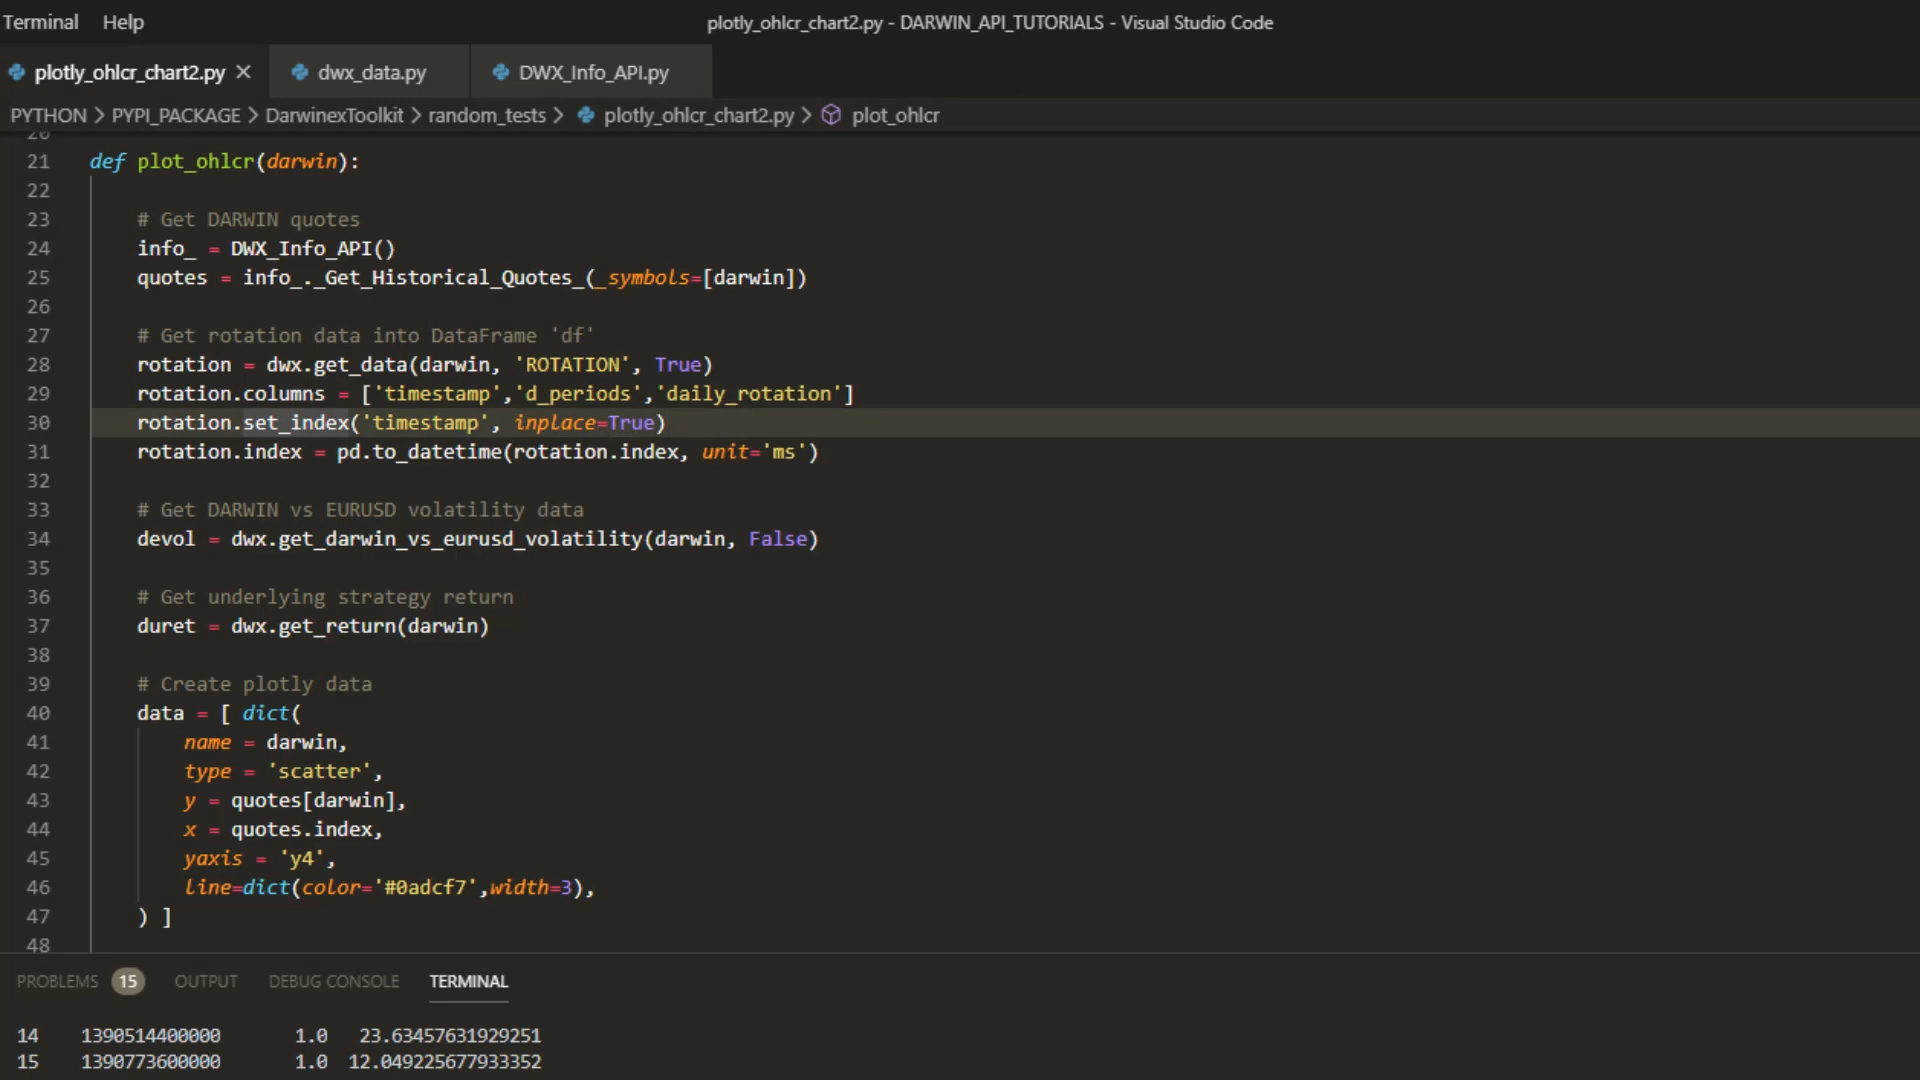 Terminal Help plotly_ohlcr_chart2.py - DARWIN_API_TUTORIALS - Visual Studio Code
plotly_ohlcr_chart2.py dwx_data.py DWX_Info_API.py
PYTHON > PYPI_PACKAGE > DarwinexToolkit > random_tests > plotly_ohlcr_chart2.py > plot_ohlcr
20
21 def plot_ohlcr(darwin):
22
23 # Get DARWIN quotes
24 info_ = DWX_Info_API()
25 quotes = info_._Get_Historical_Quotes_(_symbols=[darwin])
26
27 # Get rotation data into DataFrame 'df'
28 rotation = dwx.get_data(darwin, 'ROTATION', True)
29 rotation.columns = ['timestamp','d_periods','daily_rotation']
30 rotation.set_index('timestamp', inplace=True)
31 rotation.index = pd.to_datetime(rotation.index, unit='ms')
32
33 # Get DARWIN vs EURUSD volatility data
34 devol = dwx.get_darwin_vs_eurusd_volatility(darwin, False)
35
36 # Get underlying strategy return
37 duret = dwx.get_return(darwin)
38
39 # Create plotly data
40 data = [ dict(
41 name = darwin,
42 type = 'scatter',
43 y = quotes[darwin],
44 x = quotes.index,
45 yaxis = 'y4',
46 line=dict(color='#0adcf7',width=3),
47 ) ]
48
PROBLEMS 15 OUTPUT DEBUG CONSOLE TERMINAL
14 1390514400000 1.0 23.63457631929251
15 1390773600000 1.0 12.049225677933352